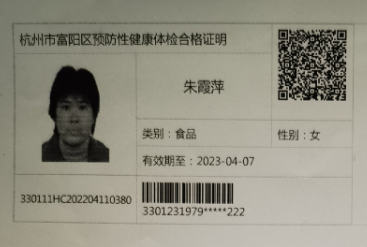 杭州市富阳区预防性健康体检合格证明
朱霞萍
类别：食品
性别：女
有效期至：2023-04-07
330111HC202204110380
3301231979*****222